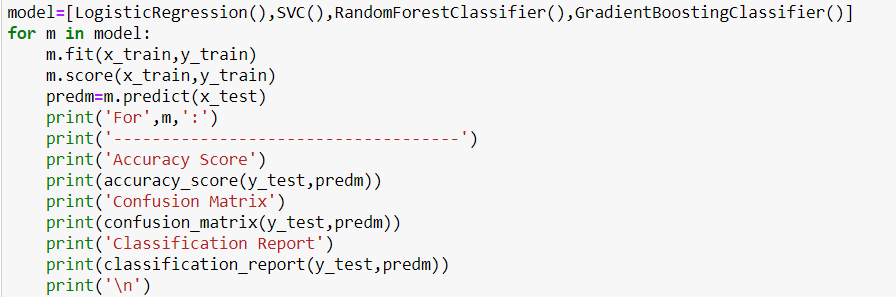 model=[LogisticRegression(),SVC(),RandomForestClassifier(),GradientBoostingClassifier()]
for m in model:
    m.fit(x_train,y_train)
    m.score(x_train,y_train)
    predm=m.predict(x_test)
    print('For',m,':')
    print('-----------------------------------')
    print('Accuracy Score')
    print(accuracy_score(y_test,predm))
    print('Confusion Matrix')
    print(confusion_matrix(y_test,predm))
    print('Classification Report')
    print(classification_report(y_test,predm))
    print('\n')